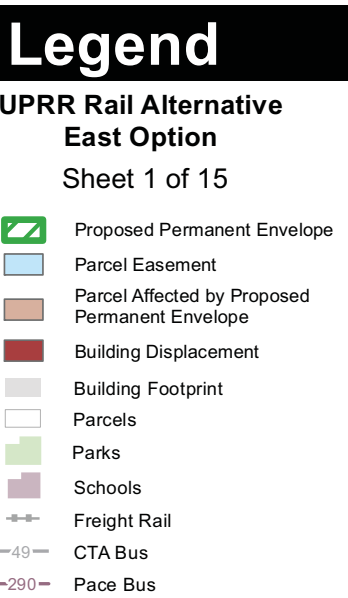 Legend
UPRR Rail Alternative
East Option
Sheet 1 of 15
Proposed Permanent Envelope
Parcel Easement
Parcel Affected by Proposed
Permanent Envelope
Building Displacement
Building Footprint
Parcels
Parks
Schools
Freight Rail
49 CTA Bus
290 Pace Bus